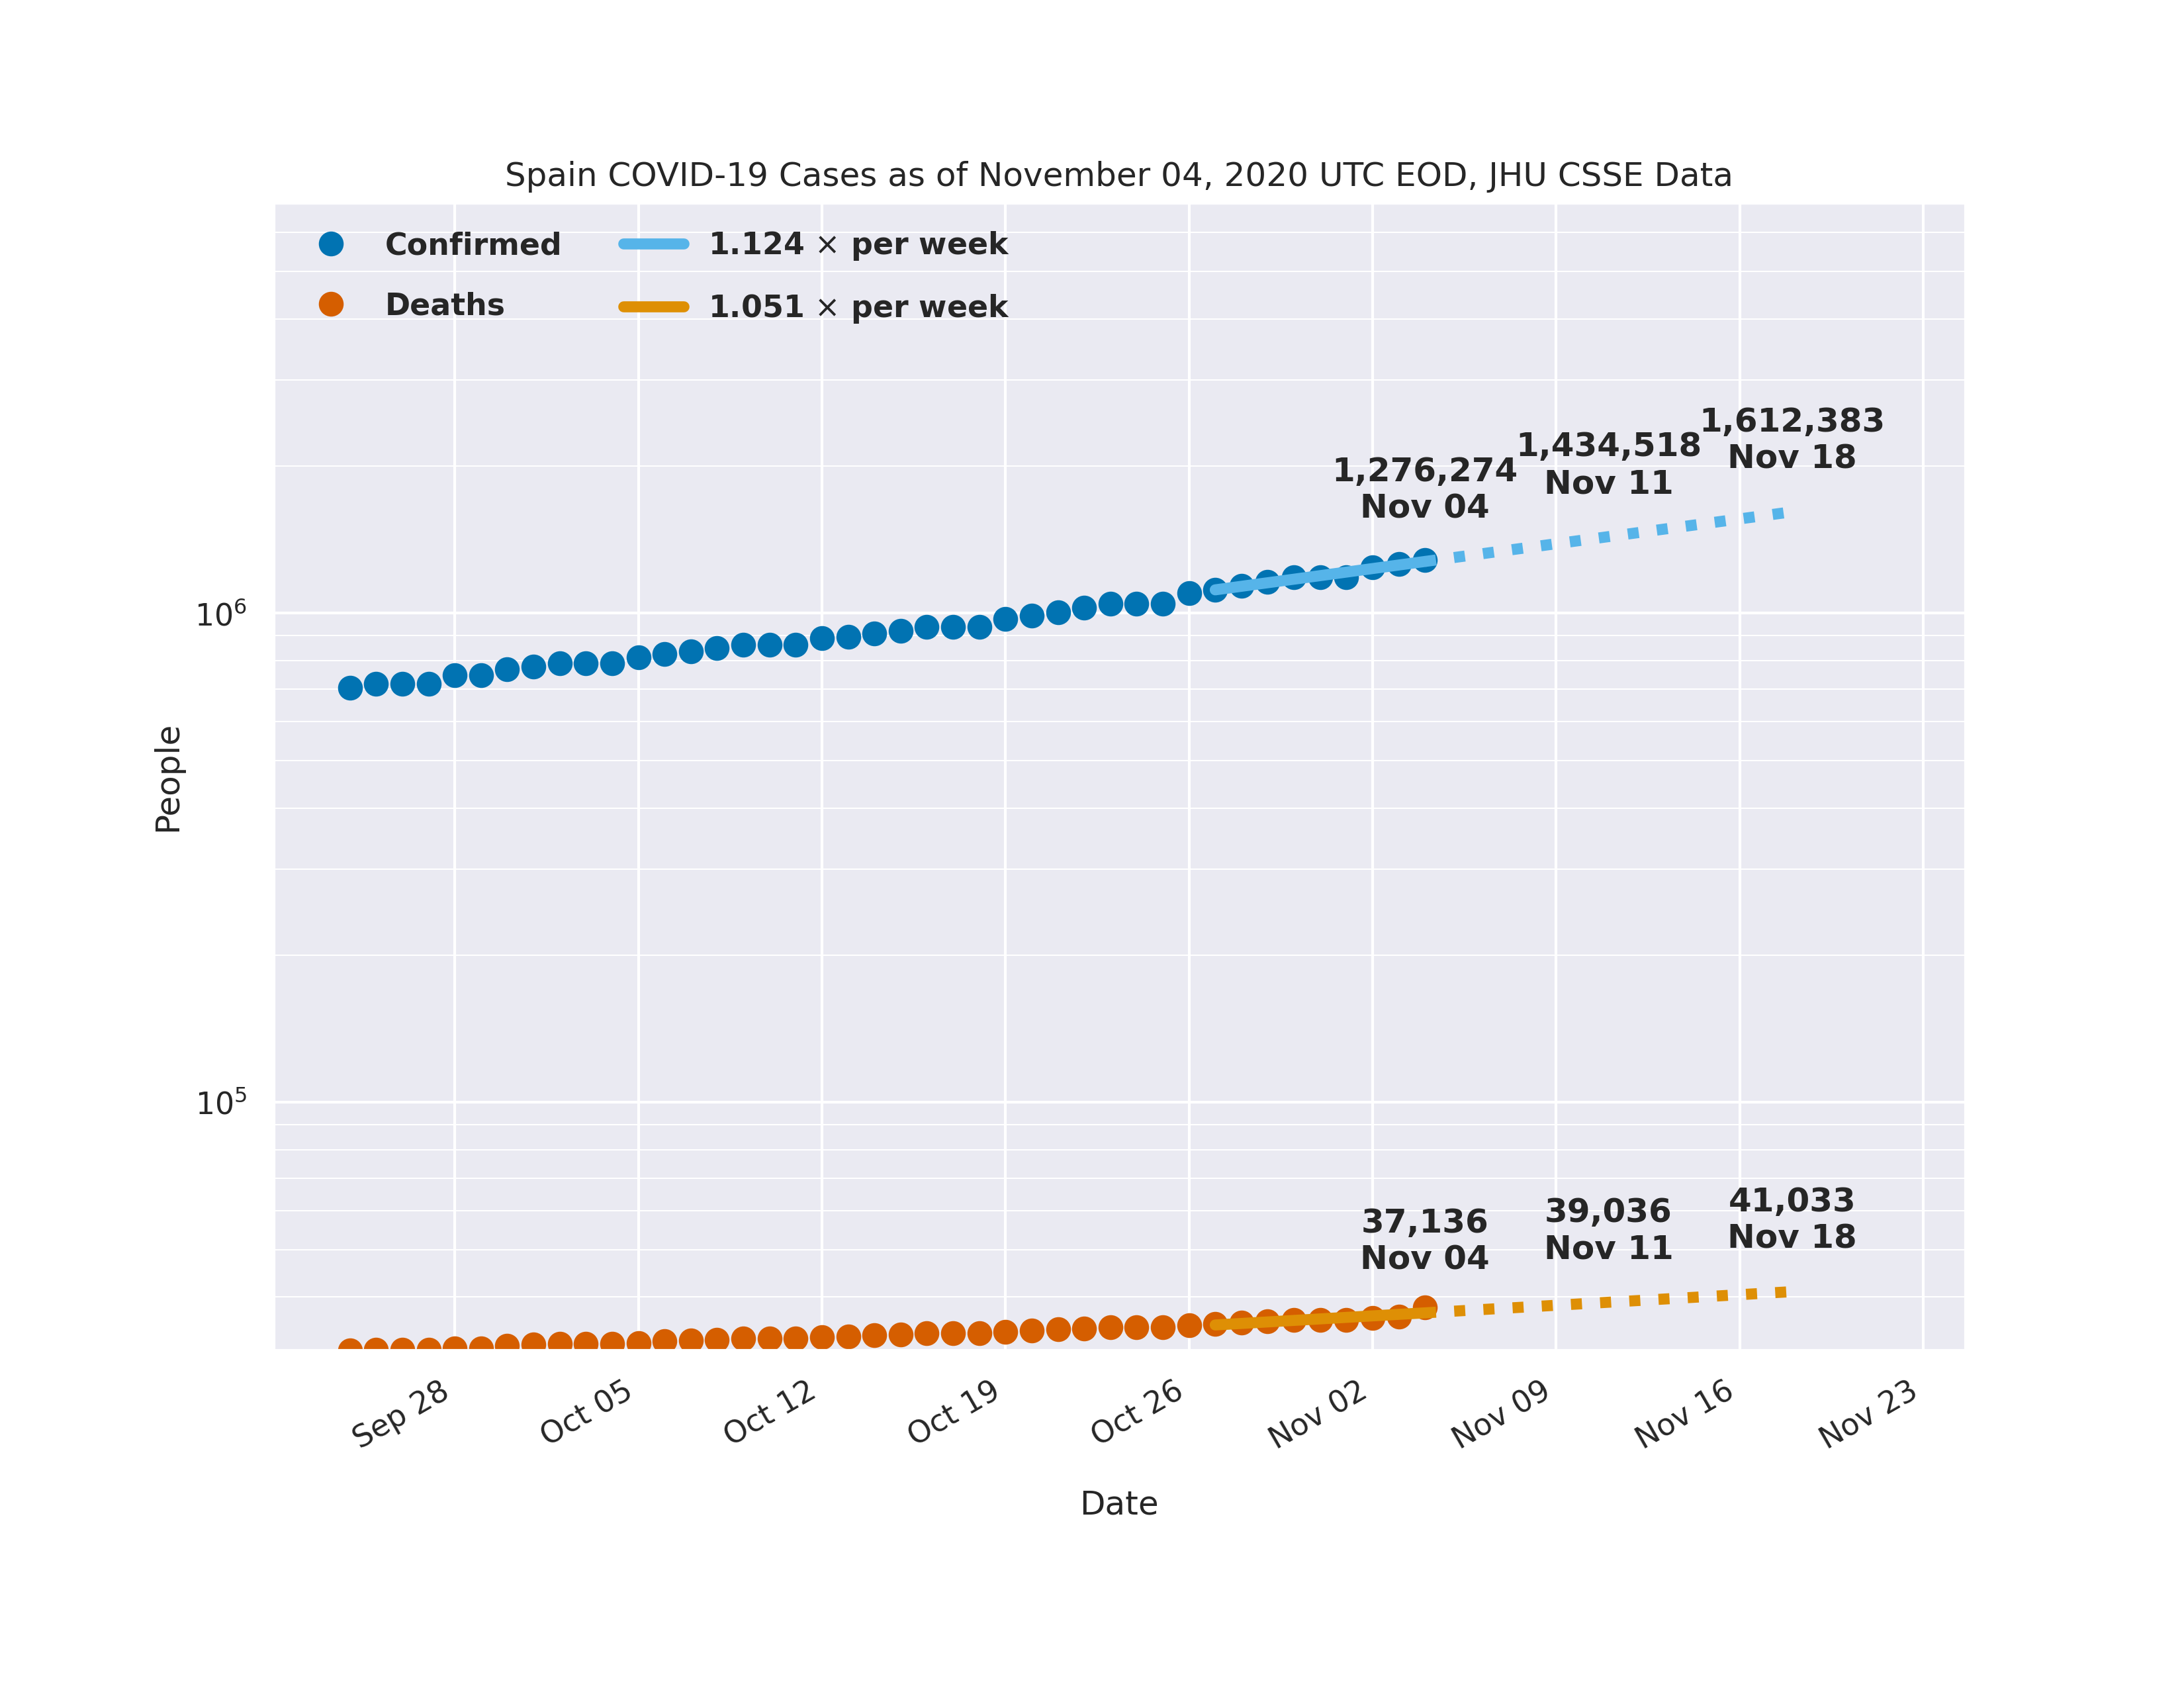 Spain COVID-19 Cases as of November 04, 2020 UTC EOD, JHU CSSE Data
Confirmed
Deaths
1.124 × per week
1.051 × per week
1,276,274
Nov 04
1,434,518
Nov 11
1,612,383
Nov 18
37,136
Nov 04
39,036
Nov 11
41,033
Nov 18
People
10⁶
10⁵
Sep 28
Oct 05
Oct 12
Oct 19
Oct 26
Nov 02
Nov 09
Nov 16
Nov 23
Date